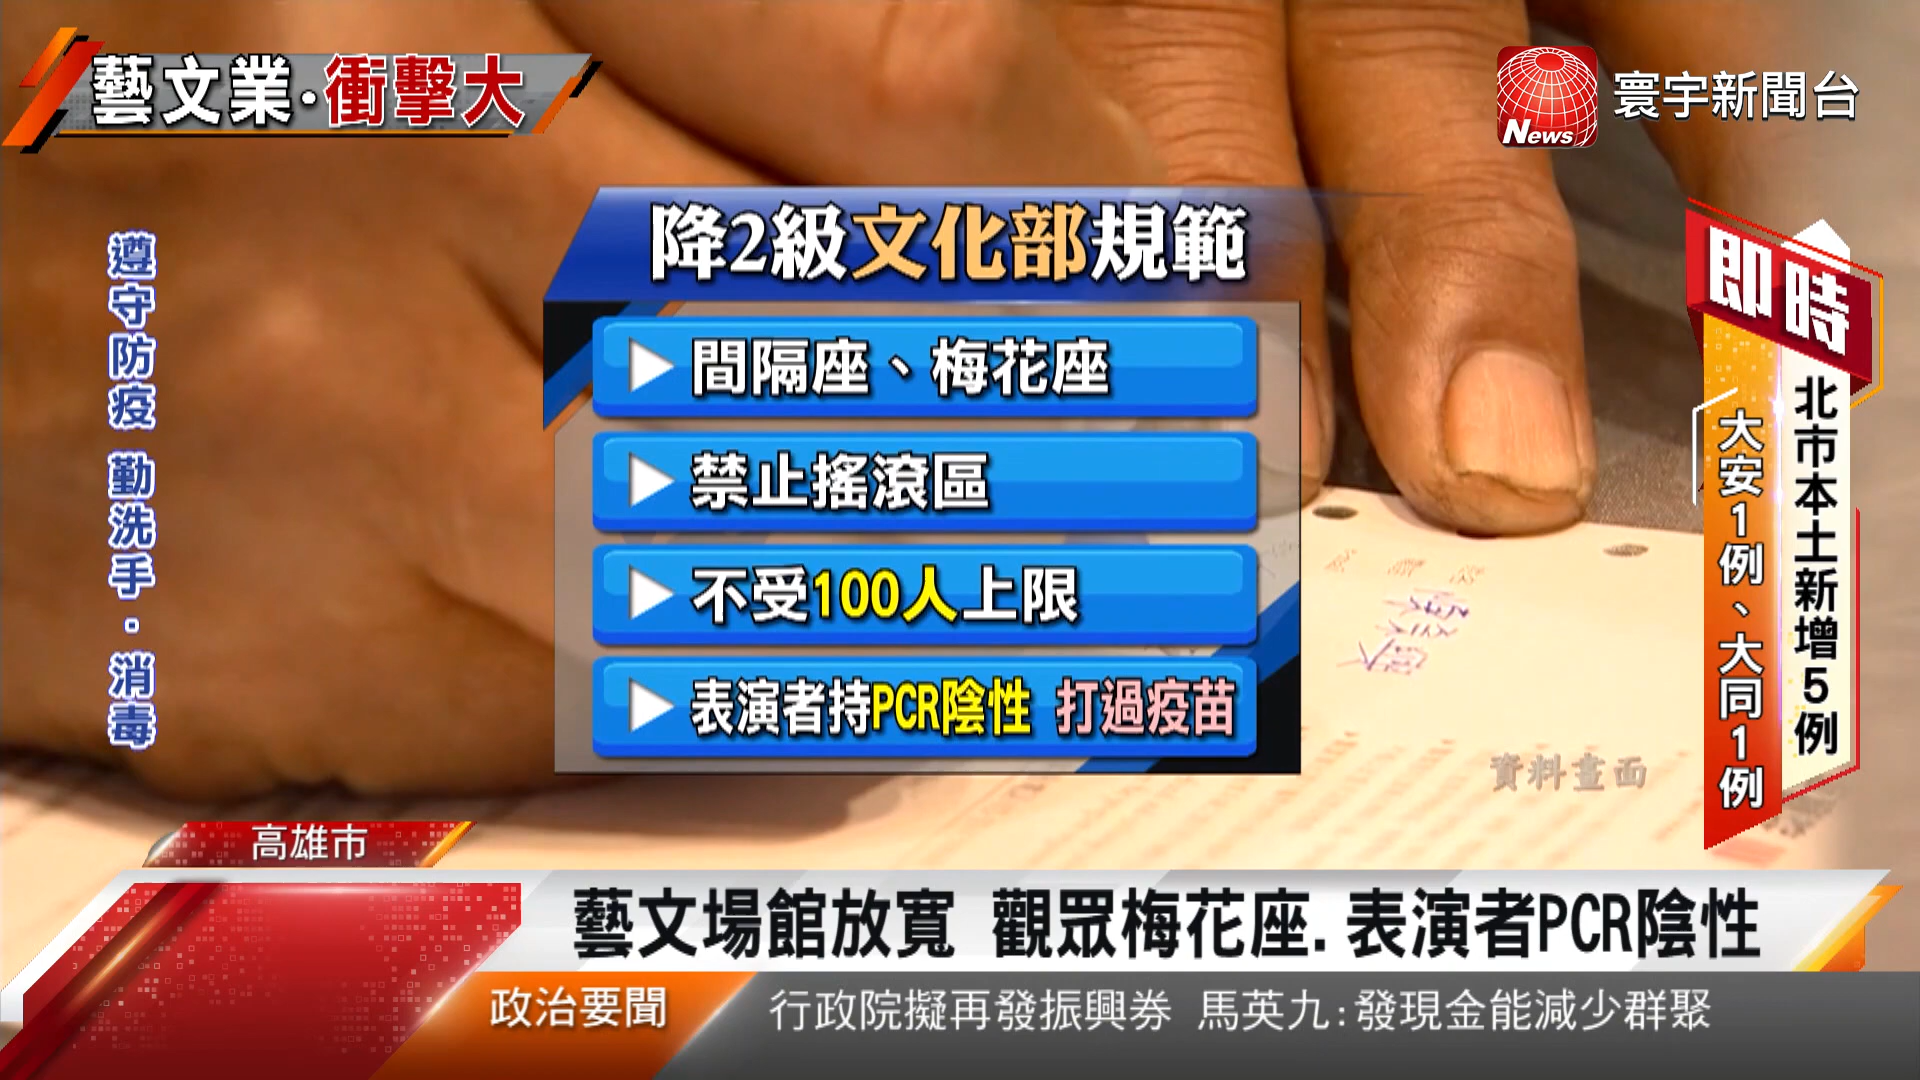 藝文業·衝擊大
News
寰宇新聞台
遵守防疫 勤洗手·消毒
降2級文化部規範
間隔座、梅花座
禁止搖滾區
不受100人上限
表演者持PCR陰性 打過疫苗
即時
北市本土新增5例
大安1例、大同1例
資料畫面
高雄市
藝文場館放寬 觀眾梅花座.表演者PCR陰性
政治要聞
行政院擬再發振興券 馬英九:發現金能減少群聚